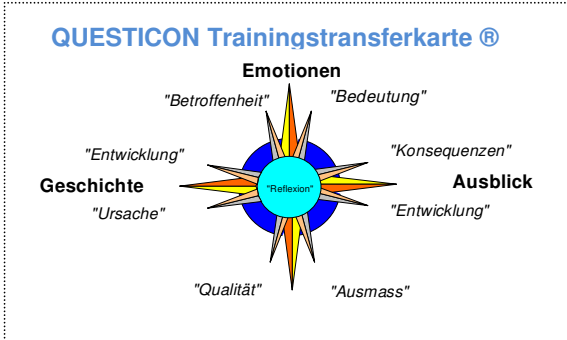 QUESTICON Trainingstransferkarte ®
Emotionen
"Betroffenheit" "Bedeutung"
"Entwicklung" "Konsequenzen"
Geschichte "Reflexion" Ausblick
"Ursache" "Entwicklung"
"Qualität" "Ausmass"